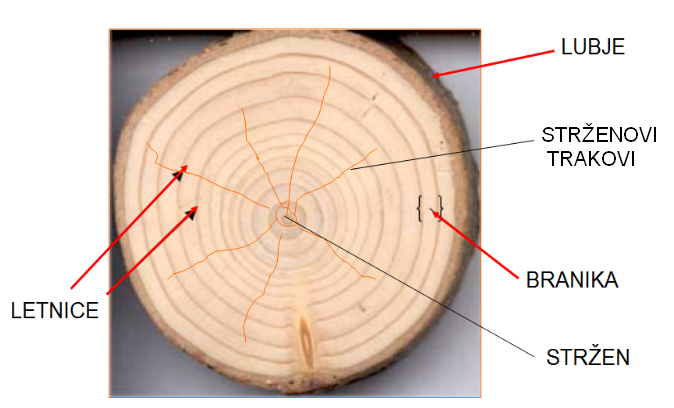 LUBJE
STRŽENOVI
TRAKOVI
{ }
BRANIKA
LETNICE
STRŽEN